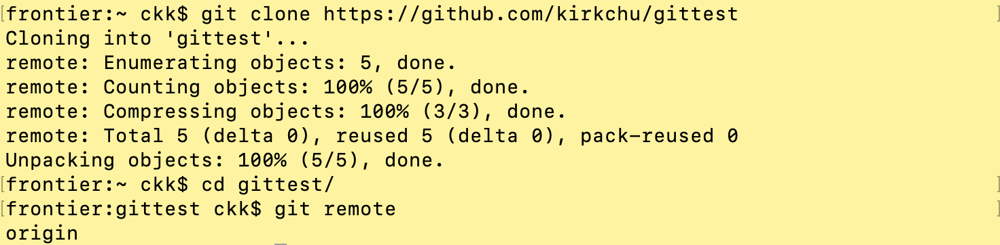 [frontier:~ ckk$ git clone https://github.com/kirkchu/gittest ]
Cloning into 'gittest'...
remote: Enumerating objects: 5, done.
remote: Counting objects: 100% (5/5), done.
remote: Compressing objects: 100% (3/3), done.
remote: Total 5 (delta 0), reused 5 (delta 0), pack-reused 0
Unpacking objects: 100% (5/5), done.
[frontier:~ ckk$ cd gittest/ ]
[frontier:gittest ckk$ git remote ]
origin